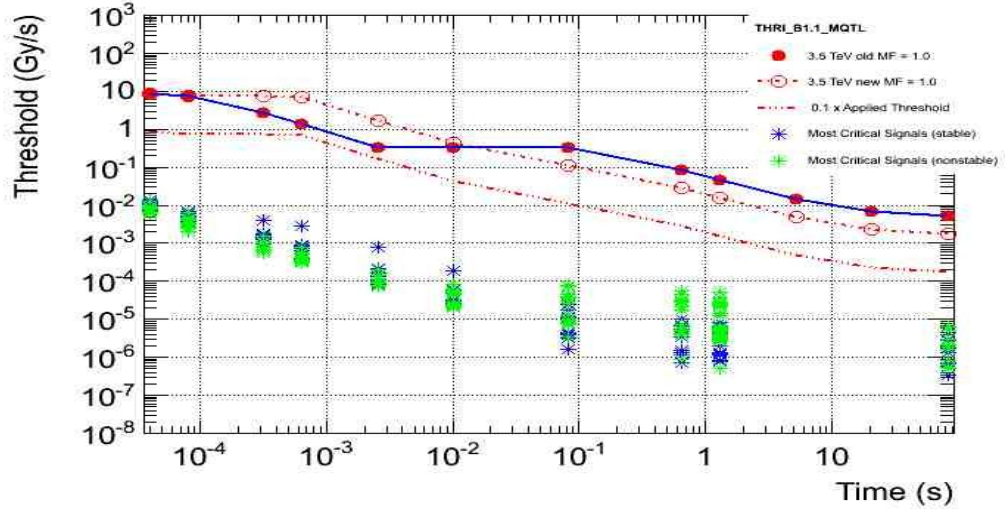 Threshold (Gy/s)
10³
10²
10
1
10⁻¹
10⁻²
10⁻³
10⁻⁴
10⁻⁵
10⁻⁶
10⁻⁷
10⁻⁸
THRI_B1.1_MQTL
3.5 TeV old MF = 1.0
3.5 TeV new MF = 1.0
0.1 x Applied Threshold
Most Critical Signals (stable)
Most Critical Signals (nonstable)
10⁻⁴ 10⁻³ 10⁻² 10⁻¹ 1 10
Time (s)